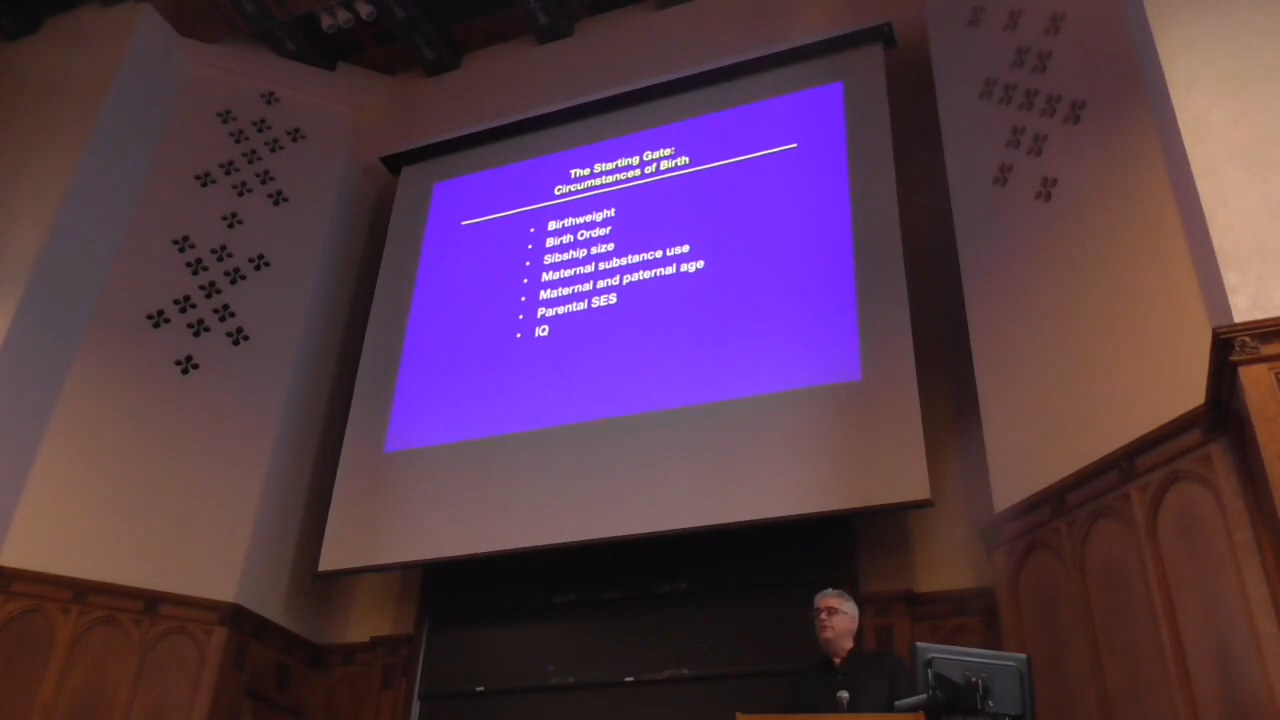 The Starting Gate:
Circumstances of Birth
• Birthweight
• Birth Order
• Sibship size
• Maternal substance use
• Maternal and paternal age
• Parental SES
• IQ